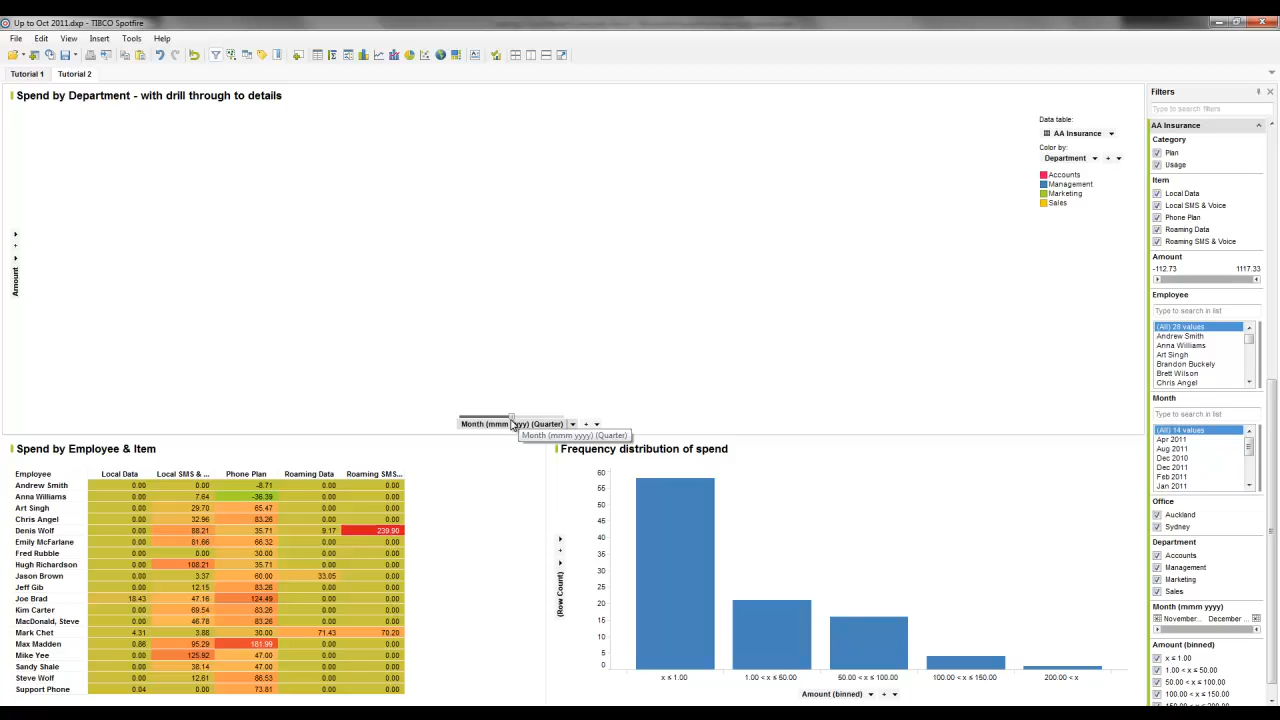 Up to Oct 2011.dxp - TIBCO Spotfire
File Edit View Insert Tools Help
Tutorial 1 Tutorial 2
Spend by Department - with drill through to details
Data table:
AA Insurance
Color by:
Department +
Accounts
Management
Marketing
Sales
Amount
+
Month (mmm yyyy) (Quarter) +
Month (mmm yyyy) (Quarter)
Spend by Employee & Item
Employee Local Data Local SMS & ... Phone Plan Roaming Data Roaming SMS...
Andrew Smith 0.00 0.00 -8.71 0.00 0.00
Anna Williams 0.00 7.64 -36.39 0.00 0.00
Art Singh 0.00 29.70 65.47 0.00 0.00
Chris Angel 0.00 32.96 83.26 0.00 0.00
Denis Wolf 0.00 88.21 35.71 9.17 239.90
Emily McFarlane 0.00 81.66 66.32 0.00 0.00
Fred Rubble 0.00 0.00 30.00 0.00 0.00
Hugh Richardson 0.00 108.21 35.71 0.00 0.00
Jason Brown 0.00 3.37 60.00 33.05 0.00
Jeff Gib 0.00 12.15 83.26 0.00 0.00
Joe Brad 18.43 47.16 124.49 0.00 0.00
Kim Carter 0.00 69.54 83.26 0.00 0.00
MacDonald, Steve 0.00 46.78 83.26 0.00 0.00
Mark Chet 4.31 3.88 30.00 71.43 70.20
Max Madden 0.86 95.29 181.99 0.00 0.00
Mike Yee 0.00 125.92 47.00 0.00 0.00
Sandy Shale 0.00 38.14 47.00 0.00 0.00
Steve Wolf 0.00 12.61 86.53 0.00 0.00
Support Phone 0.04 0.00 73.81 0.00 0.00
Frequency distribution of spend
60
55
50
45
40
35
30
25
20
15
10
5
0
(Row Count)
+
x ≤ 1.00 1.00 < x ≤ 50.00 50.00 < x ≤ 100.00 100.00 < x ≤ 150.00 200.00 < x
Amount (binned) +
Filters
Type to search filters
AA Insurance
Category
Plan
Usage
Item
Local Data
Local SMS & Voice
Phone Plan
Roaming Data
Roaming SMS & Voice
Amount
-112.73 1117.33
Employee
Type to search in list
(All) 28 values
Andrew Smith
Anna Williams
Art Singh
Brandon Buckely
Brett Wilson
Chris Angel
Month
Type to search in list
(All) 14 values
Apr 2011
Aug 2011
Dec 2010
Dec 2011
Feb 2011
Jan 2011
Office
Auckland
Sydney
Department
Accounts
Management
Marketing
Sales
Month (mmm yyyy)
November... December ...
Amount (binned)
x ≤ 1.00
1.00 < x ≤ 50.00
50.00 < x ≤ 100.00
100.00 < x ≤ 150.00
150.00 < x ≤ 200.00